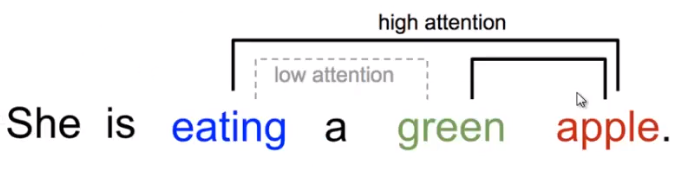 high attention
low attention
She is eating a green apple.